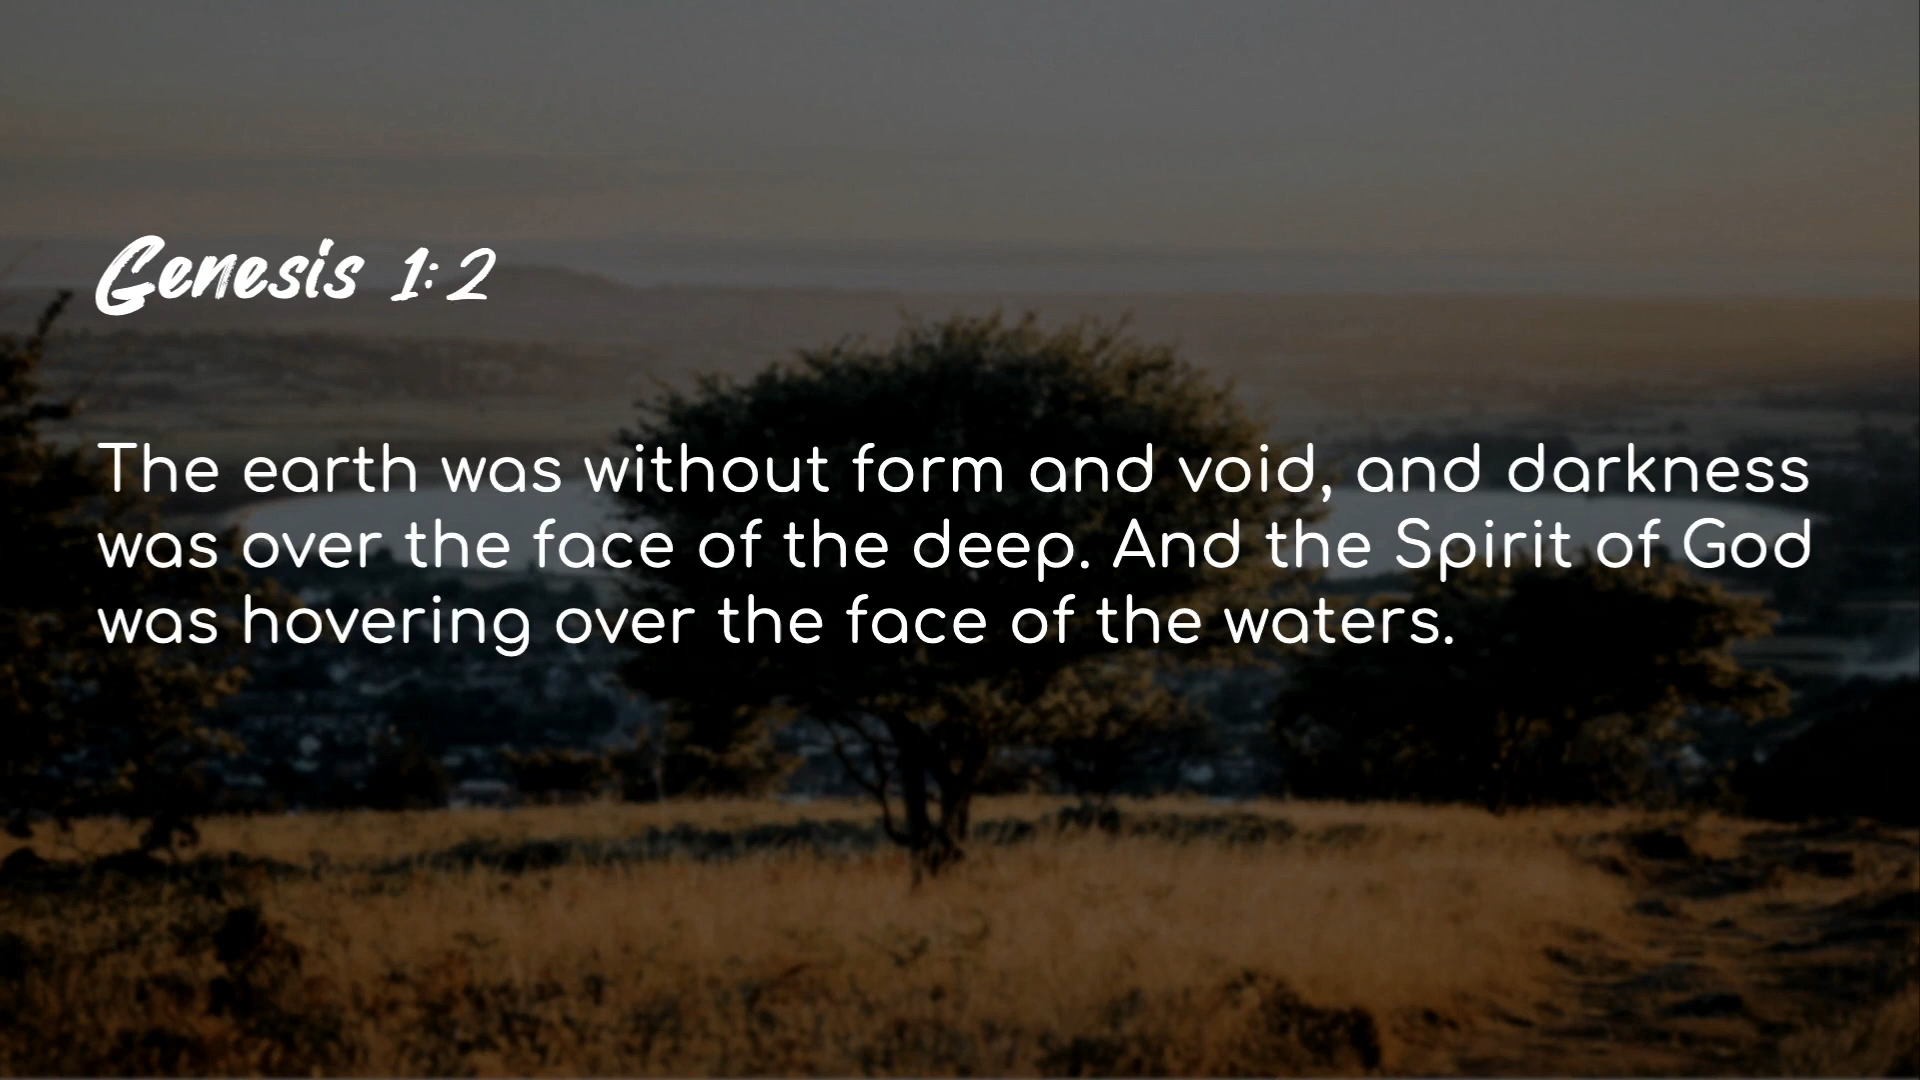 Genesis 1:2
The earth was without form and void, and darkness
was over the face of the deep. And the Spirit of God
was hovering over the face of the waters.